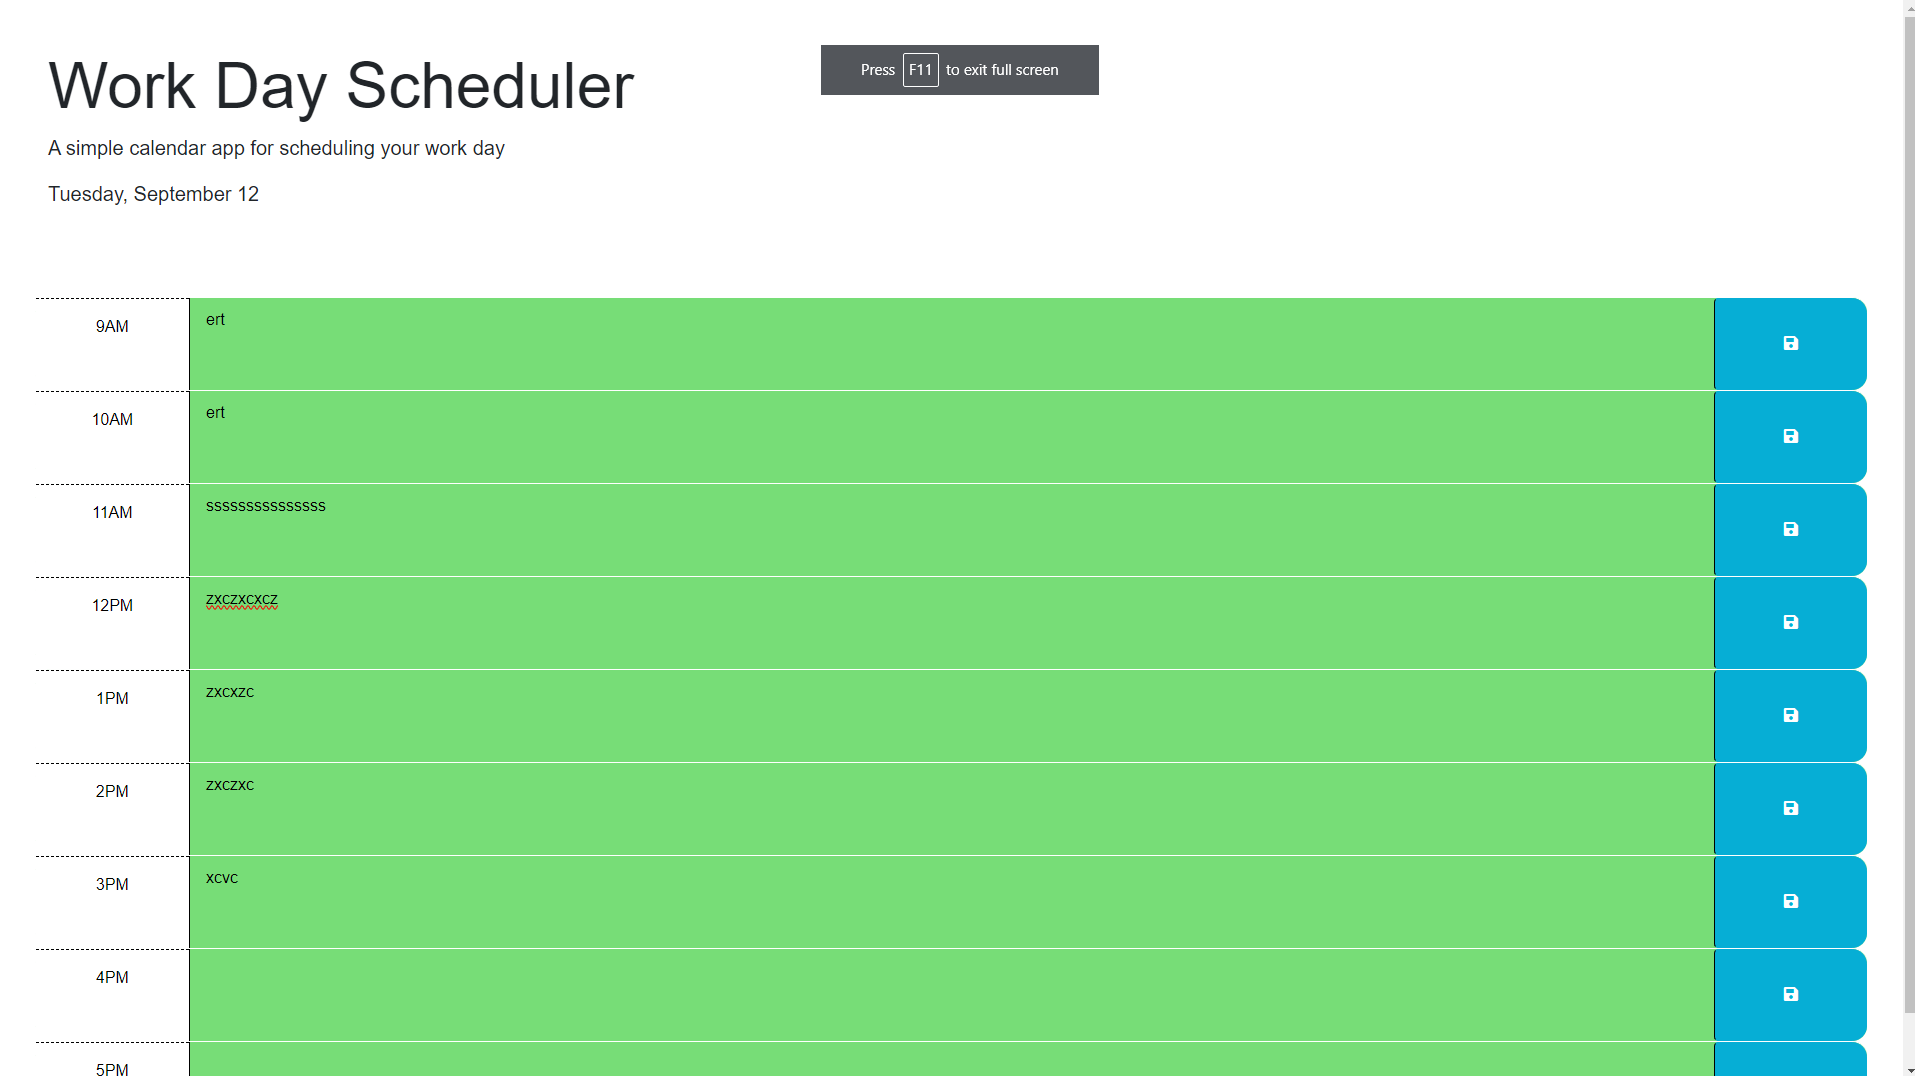 Work Day Scheduler
Press F11 to exit full screen
A simple calendar app for scheduling your work day
Tuesday, September 12
9AM ert
10AM ert
11AM sssssssssssssss
12PM zxczxcxcz
1PM zxcxzc
2PM zxczxc
3PM xcvc
4PM
5PM